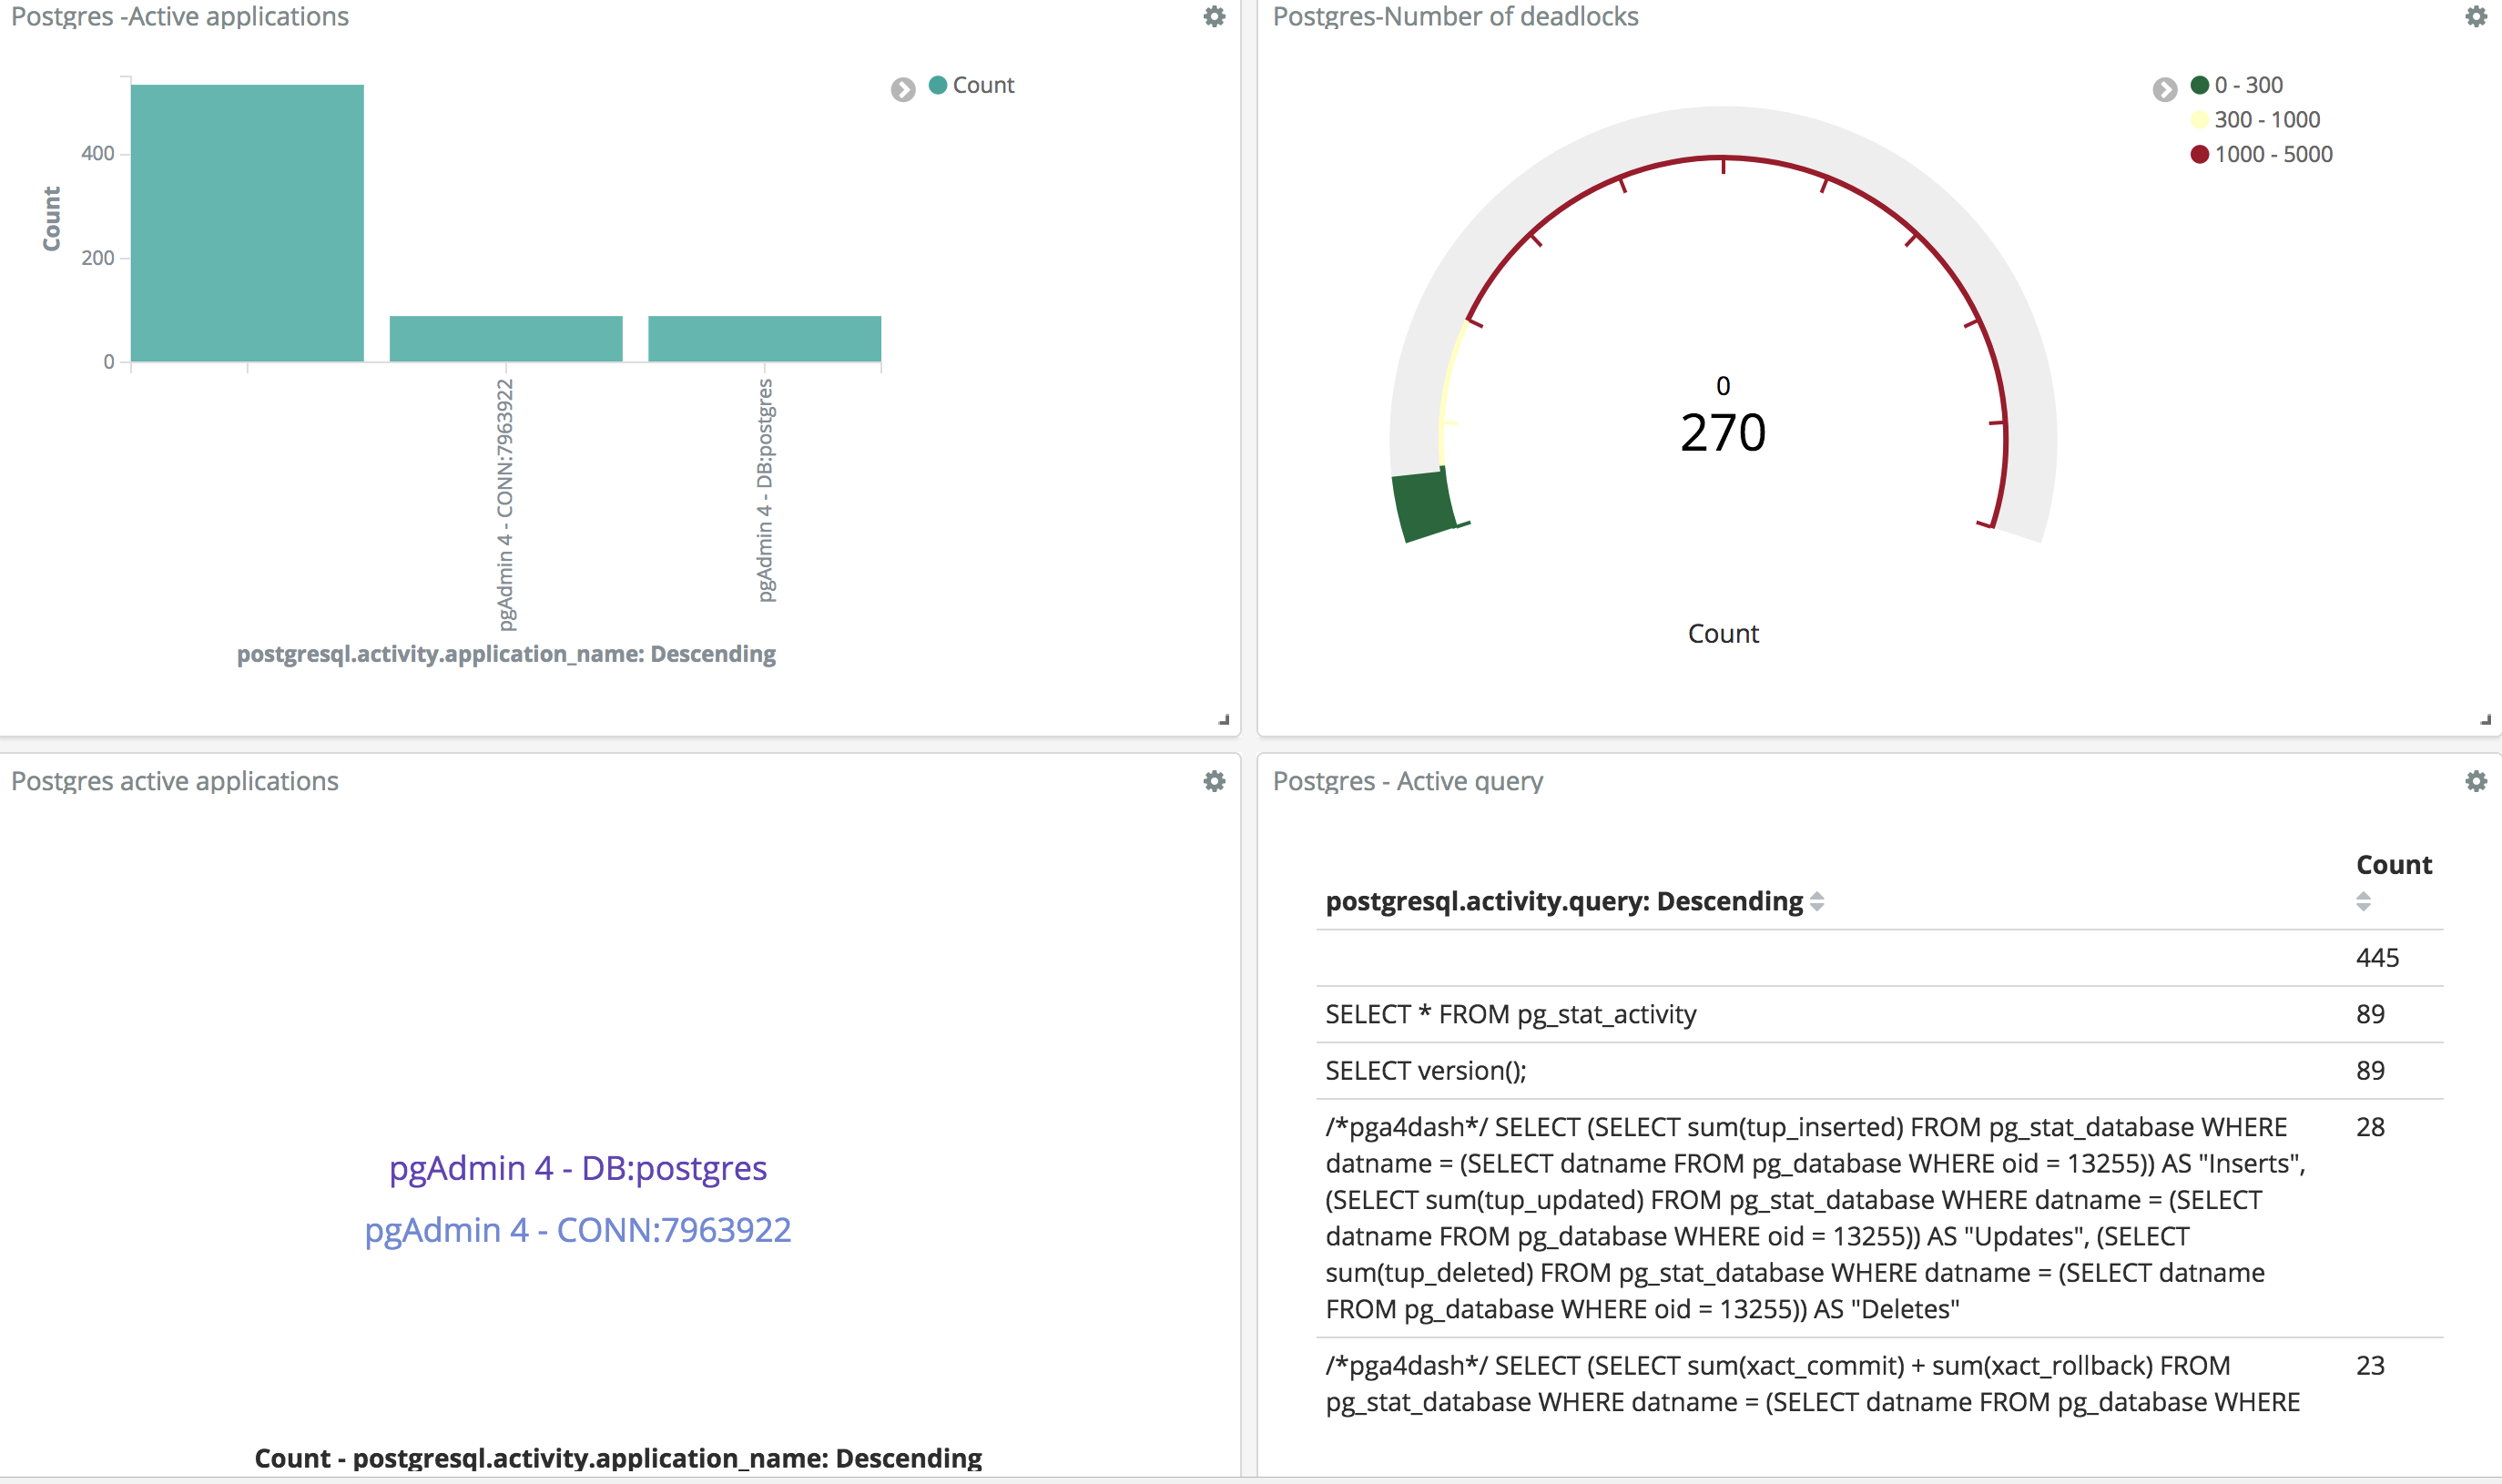 Postgres -Active applications
Count
400
200
0
Count
pgAdmin 4 - CONN:7963922
pgAdmin 4 - DB:postgres
postgresql.activity.application_name: Descending
Postgres-Number of deadlocks
0 - 300
300 - 1000
1000 - 5000
0
270
Count
Postgres active applications
pgAdmin 4 - DB:postgres
pgAdmin 4 - CONN:7963922
Count - postgresql.activity.application_name: Descending
Postgres - Active query
postgresql.activity.query: Descending Count
445
SELECT * FROM pg_stat_activity 89
SELECT version(); 89
/*pga4dash*/ SELECT (SELECT sum(tup_inserted) FROM pg_stat_database WHERE 28
datname = (SELECT datname FROM pg_database WHERE oid = 13255)) AS "Inserts",
(SELECT sum(tup_updated) FROM pg_stat_database WHERE datname = (SELECT
datname FROM pg_database WHERE oid = 13255)) AS "Updates", (SELECT
sum(tup_deleted) FROM pg_stat_database WHERE datname = (SELECT datname
FROM pg_database WHERE oid = 13255)) AS "Deletes"
/*pga4dash*/ SELECT (SELECT sum(xact_commit) + sum(xact_rollback) FROM 23
pg_stat_database WHERE datname = (SELECT datname FROM pg_database WHERE